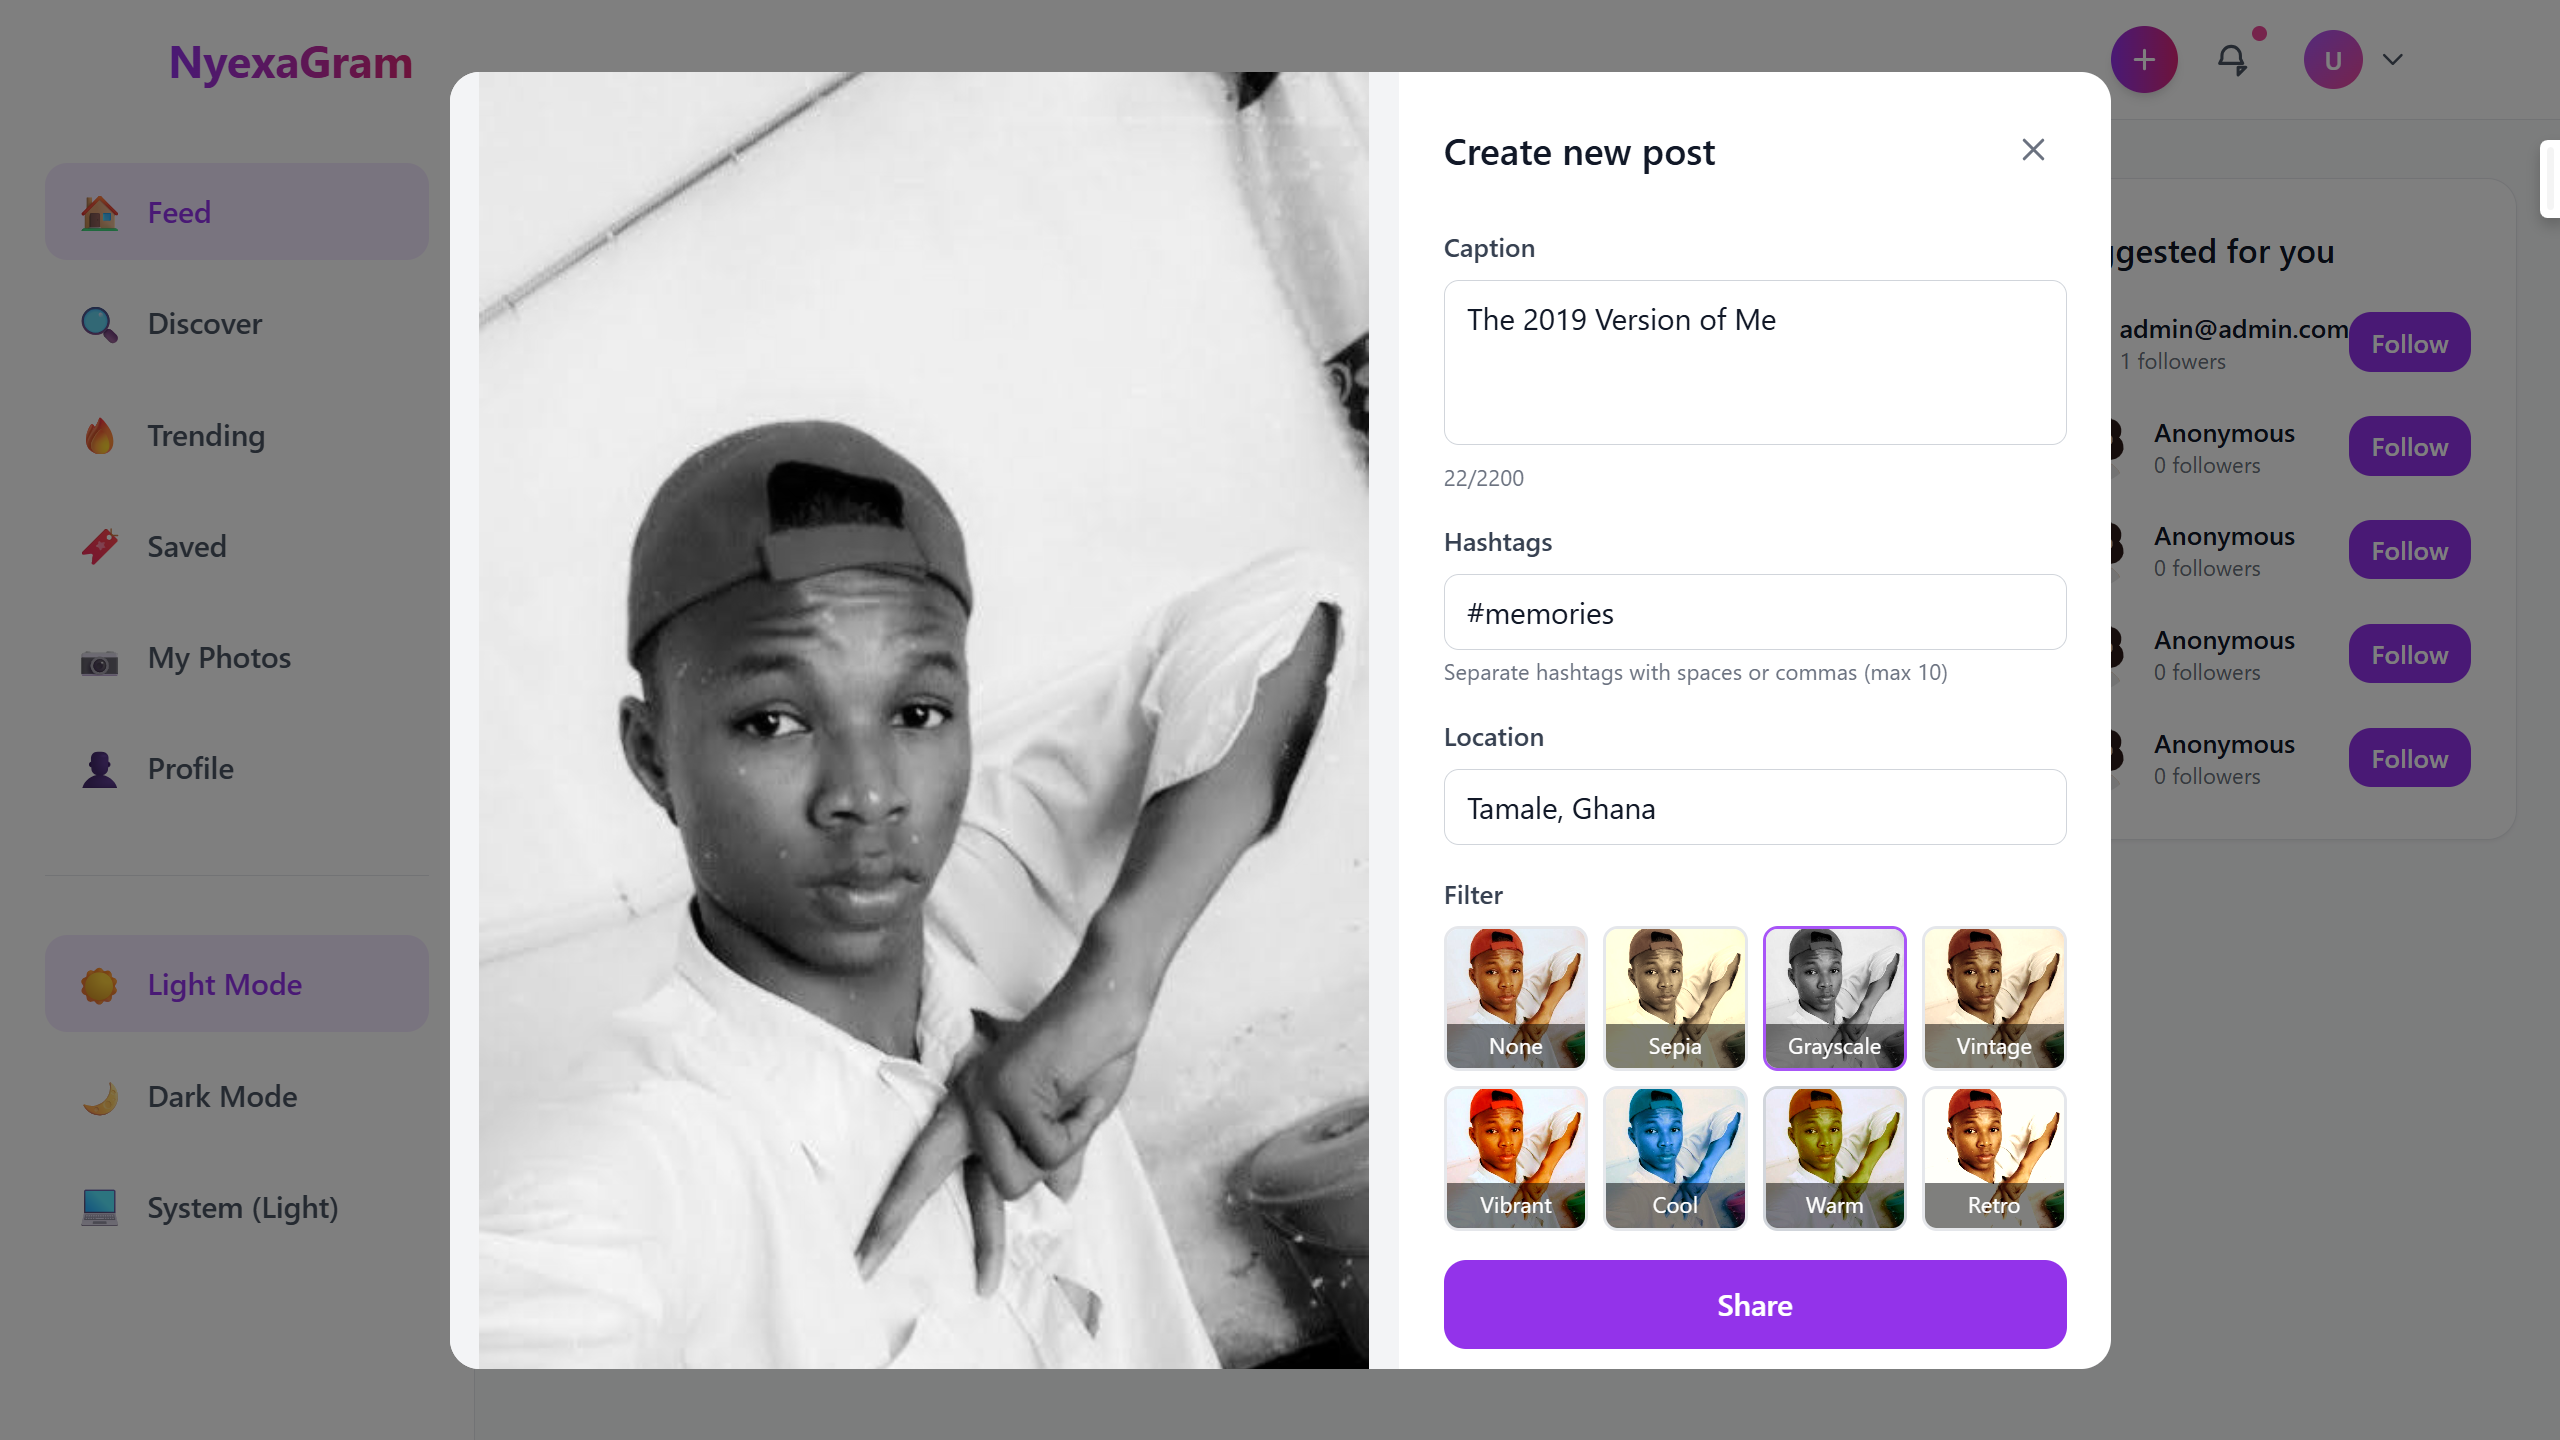 NyexaGram
U
Feed
Discover
Trending
Saved
My Photos
Profile
Light Mode
Dark Mode
System (Light)
Create new post
Caption
The 2019 Version of Me
22/2200
Hashtags
#memories
Separate hashtags with spaces or commas (max 10)
Location
Tamale, Ghana
Filter
None
Sepia
Grayscale
Vintage
Vibrant
Cool
Warm
Retro
Share
gested for you
admin@admin.com
1 followers
Follow
Anonymous
0 followers
Follow
Anonymous
0 followers
Follow
Anonymous
0 followers
Follow
Anonymous
0 followers
Follow